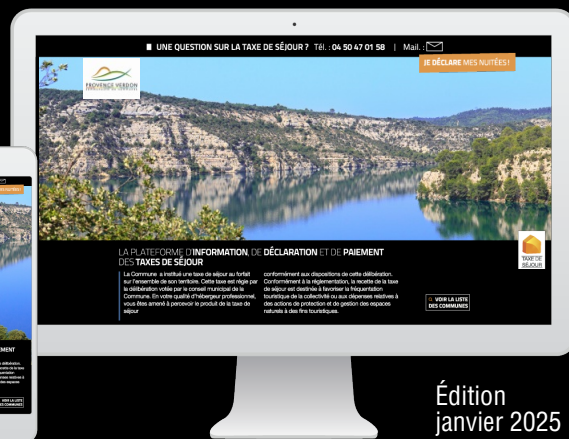 UNE QUESTION SUR LA TAXE DE SÉJOUR ? Tél. : 04 50 47 01 58 | Mail. :
JE DÉCLARE MES NUITÉES !
PROVENCE VERDON
LA PLATEFORME D'INFORMATION, DE DÉCLARATION ET DE PAIEMENT
DES TAXES DE SÉJOUR
La Commune a institué une taxe de séjour au forfait
sur l'ensemble de son territoire. Cette taxe est régie par
la délibération votée par le conseil municipal de la
Commune. En votre qualité d'hébergeur professionnel,
vous êtes amené à percevoir le produit de la taxe de
séjour
conformément aux dispositions de cette délibération.
Conformément à la réglementation, la recette de la taxe
de séjour est destinée à favoriser la fréquentation
touristique de la collectivité ou aux dépenses relatives à
des actions de protection et de gestion des espaces
naturels à des fins touristiques.
TAXE DE
SÉJOUR
VOIR LA LISTE
DES COMMUNES
EMENT
VOIR LA LISTE
DES COMMUNES
Édition
janvier 2025